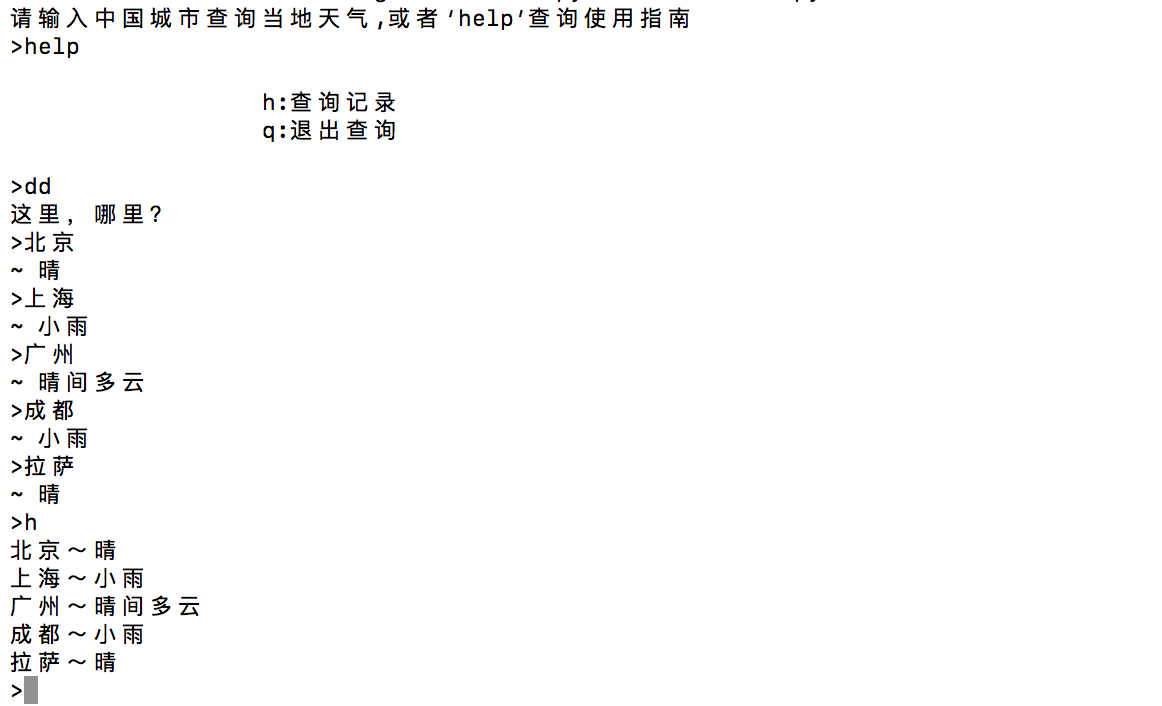 请输入中国城市查询当地天气,或者‘help’查询使用指南
>help
h:查询记录
q:退出查询
>dd
这里，哪里？
>北京
~ 晴
>上海
~ 小雨
>广州
~ 晴间多云
>成都
~ 小雨
>拉萨
~ 晴
>h
北京～晴
上海～小雨
广州～晴间多云
成都～小雨
拉萨～晴
>